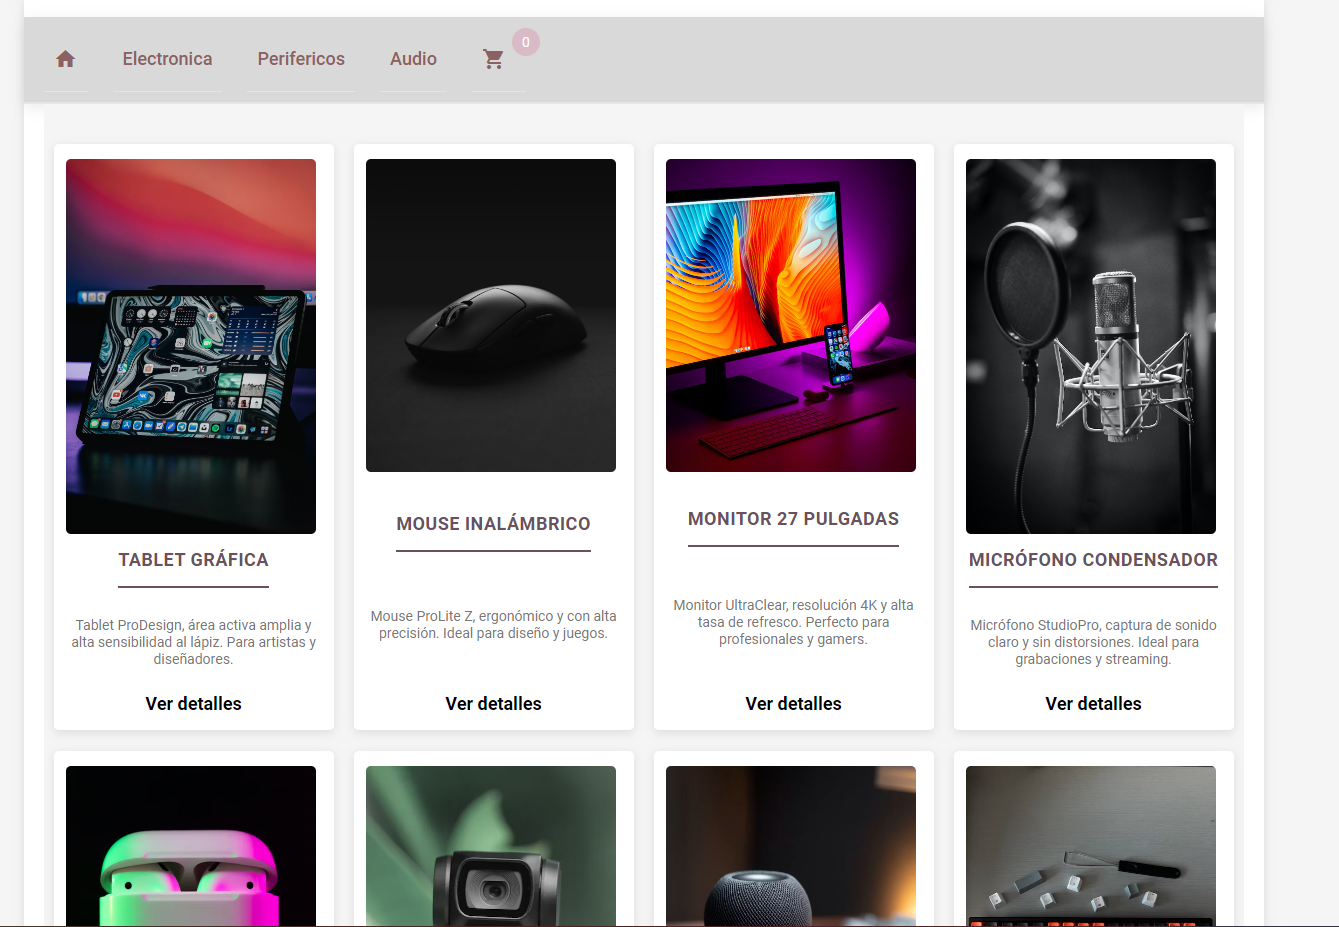 Electronica
Perifericos
Audio
0
TABLET GRÁFICA
Tablet ProDesign, área activa amplia y
alta sensibilidad al lápiz. Para artistas y
diseñadores.
Ver detalles
MOUSE INALÁMBRICO
Mouse ProLite Z, ergonómico y con alta
precisión. Ideal para diseño y juegos.
Ver detalles
MONITOR 27 PULGADAS
Monitor UltraClear, resolución 4K y alta
tasa de refresco. Perfecto para
profesionales y gamers.
Ver detalles
MICRÓFONO CONDENSADOR
Micrófono StudioPro, captura de sonido
claro y sin distorsiones. Ideal para
grabaciones y streaming.
Ver detalles